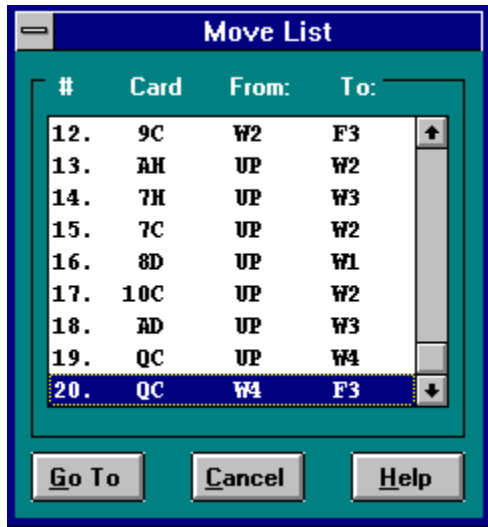 Move List
# Card From: To:
12. 9C W2 F3
13. AH UP W2
14. 7H UP W3
15. 7C UP W2
16. 8D UP W1
17. 10C UP W2
18. AD UP W3
19. QC UP W4
20. QC W4 F3
Go To Cancel Help